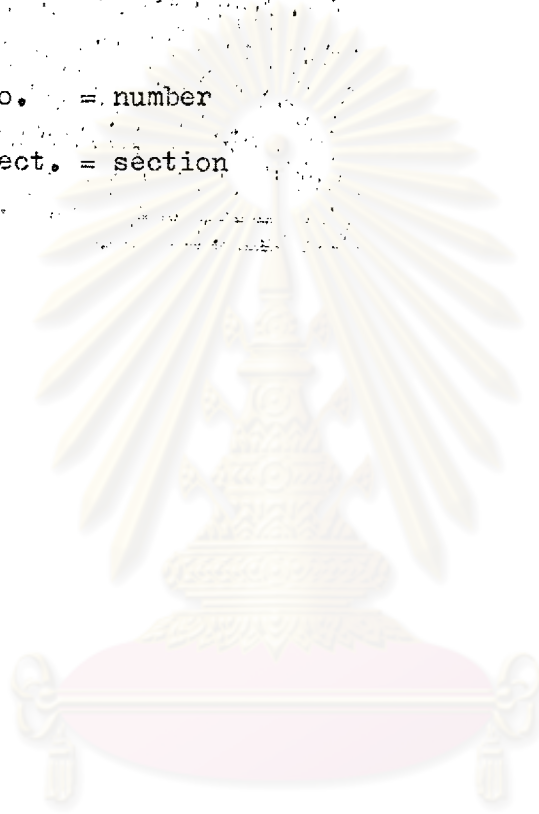 o. = number
ect. = section